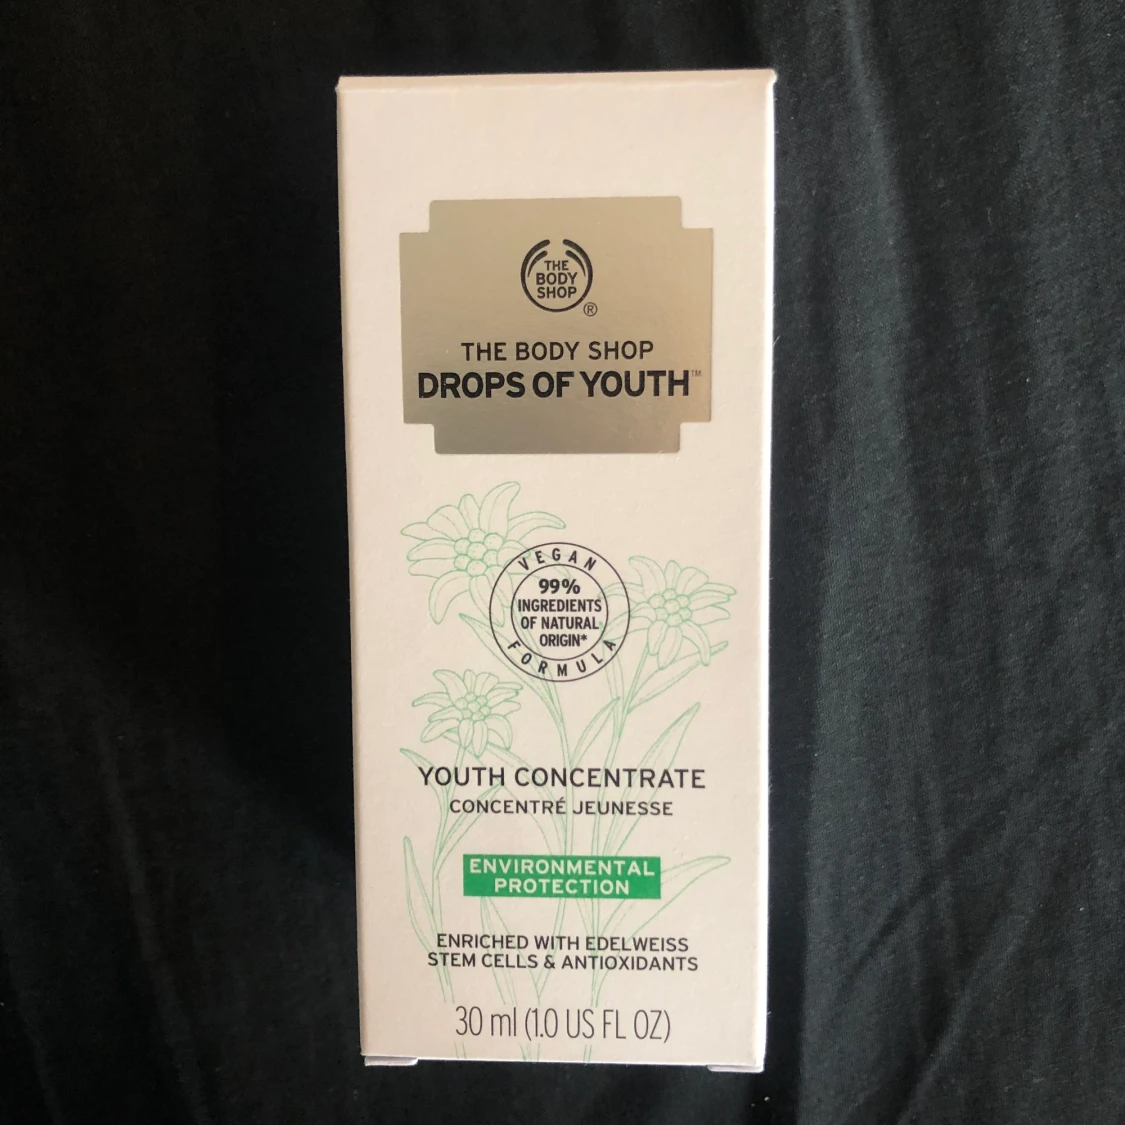 THE
BODY
SHOP
®
THE BODY SHOP
DROPS OF YOUTH™
VEGAN
99%
INGREDIENTS
OF NATURAL
ORIGIN*
FORMULA
YOUTH CONCENTRATE
CONCENTRÉ JEUNESSE
ENVIRONMENTAL
PROTECTION
ENRICHED WITH EDELWEISS
STEM CELLS & ANTIOXIDANTS
30 ml (1.0 US FL OZ)